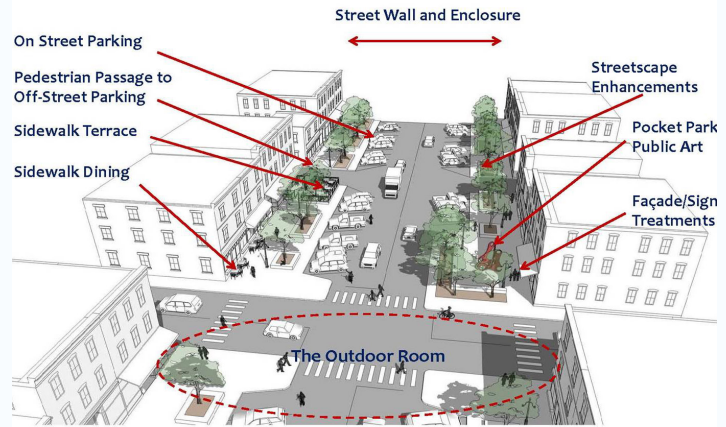 Street Wall and Enclosure
On Street Parking
Pedestrian Passage to
Off-Street Parking
Sidewalk Terrace
Sidewalk Dining
Streetscape
Enhancements
Pocket Park
Public Art
Façade/Sign
Treatments
The Outdoor Room